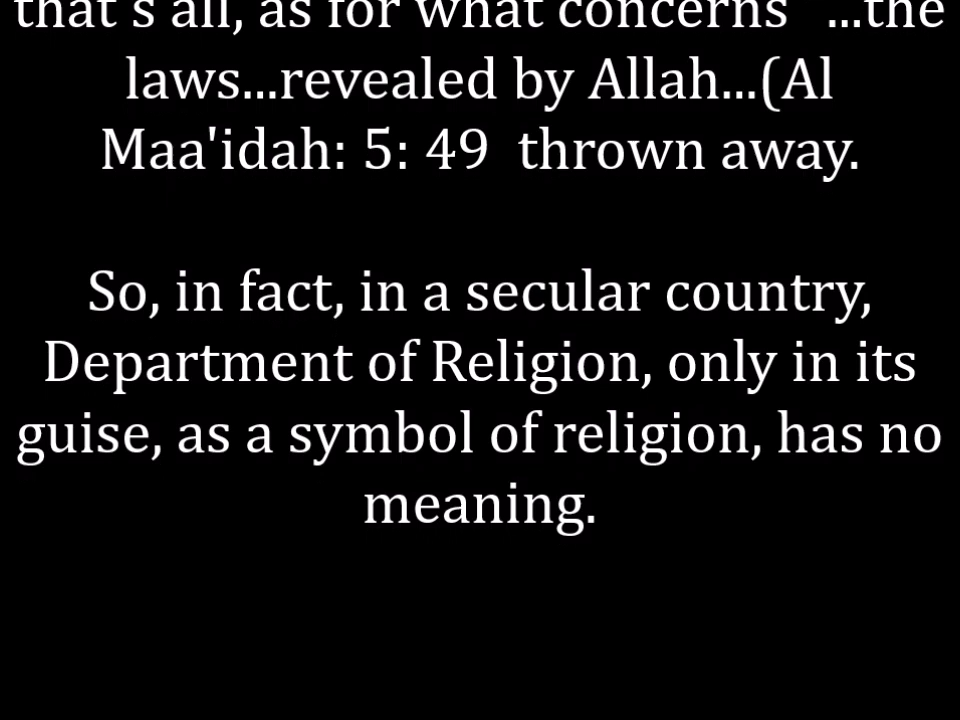 that's all, as for what concerns "...the
laws...revealed by Allah...(Al
Maa'idah: 5: 49 thrown away.
So, in fact, in a secular country,
Department of Religion, only in its
guise, as a symbol of religion, has no
meaning.